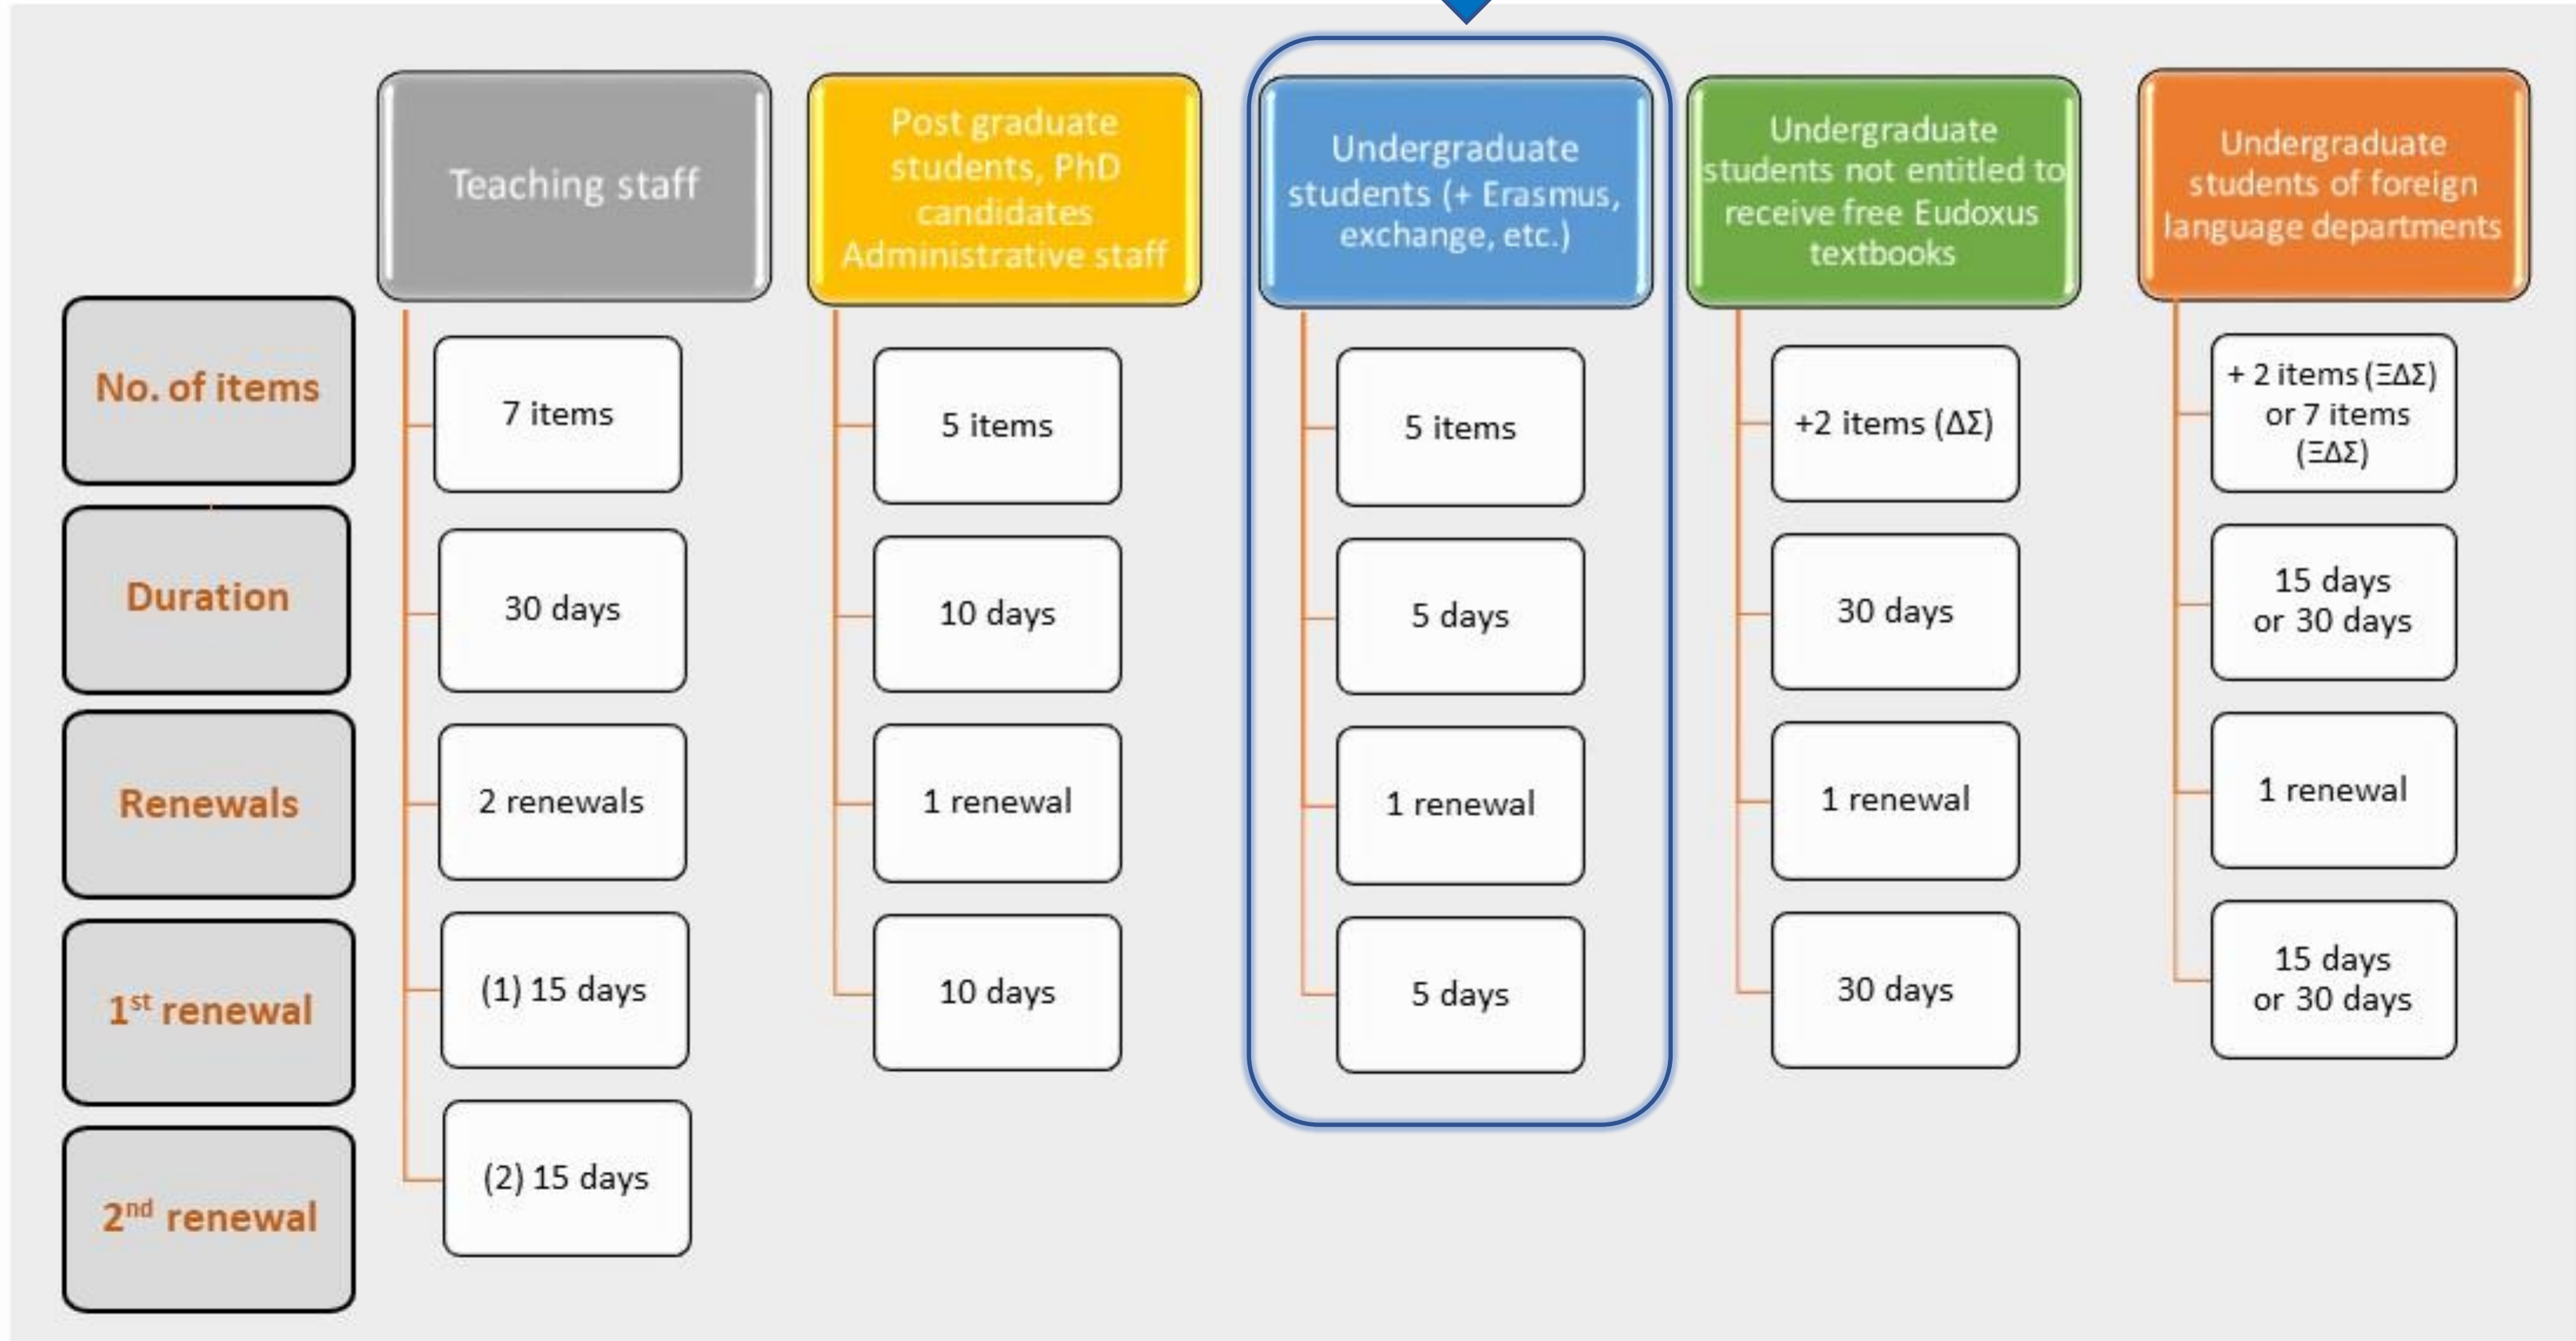 Teaching staff
Post graduate
students, PhD
candidates
Administrative staff
Undergraduate
students (+ Erasmus,
exchange, etc.)
Undergraduate
students not entitled to
receive free Eudoxus
textbooks
Undergraduate
students of foreign
language departments
No. of items
7 items
5 items
5 items
+2 items (ΔΣ)
+ 2 items (ΞΔΣ)
or 7 items
(ΞΔΣ)
Duration
30 days
10 days
5 days
30 days
15 days
or 30 days
Renewals
2 renewals
1 renewal
1 renewal
1 renewal
1 renewal
1st renewal
(1) 15 days
10 days
5 days
30 days
15 days
or 30 days
2nd renewal
(2) 15 days